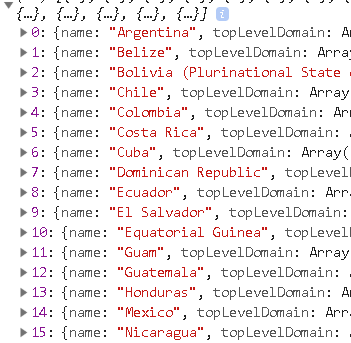 {…}, {…}, {…}, {…}, {…}] i
0: {name: "Argentina", topLevelDomain: A
1: {name: "Belize", topLevelDomain: Array
2: {name: "Bolivia (Plurinational State
3: {name: "Chile", topLevelDomain: Array
4: {name: "Colombia", topLevelDomain: Ar
5: {name: "Costa Rica", topLevelDomain:
6: {name: "Cuba", topLevelDomain: Array(
7: {name: "Dominican Republic", topLevel
8: {name: "Ecuador", topLevelDomain: Arr
9: {name: "El Salvador", topLevelDomain:
10: {name: "Equatorial Guinea", topLevel
11: {name: "Guam", topLevelDomain: Array
12: {name: "Guatemala", topLevelDomain:
13: {name: "Honduras", topLevelDomain: A
14: {name: "Mexico", topLevelDomain: Arr
15: {name: "Nicaragua", topLevelDomain: